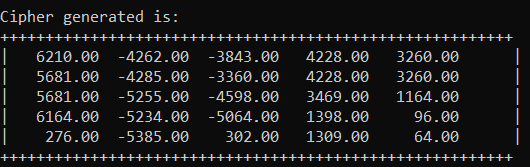 Cipher generated is:
++++++++++++++++++++++++++++++++++++++++++++++++++++++++++
|   6210.00  -4262.00  -3843.00   4228.00   3260.00      |
|   5681.00  -4285.00  -3360.00   4228.00   3260.00      |
|   5681.00  -5255.00  -4598.00   3469.00   1164.00      |
|   6164.00  -5234.00  -5064.00   1398.00     96.00      |
|    276.00  -5385.00    302.00   1309.00     64.00      |
++++++++++++++++++++++++++++++++++++++++++++++++++++++++++